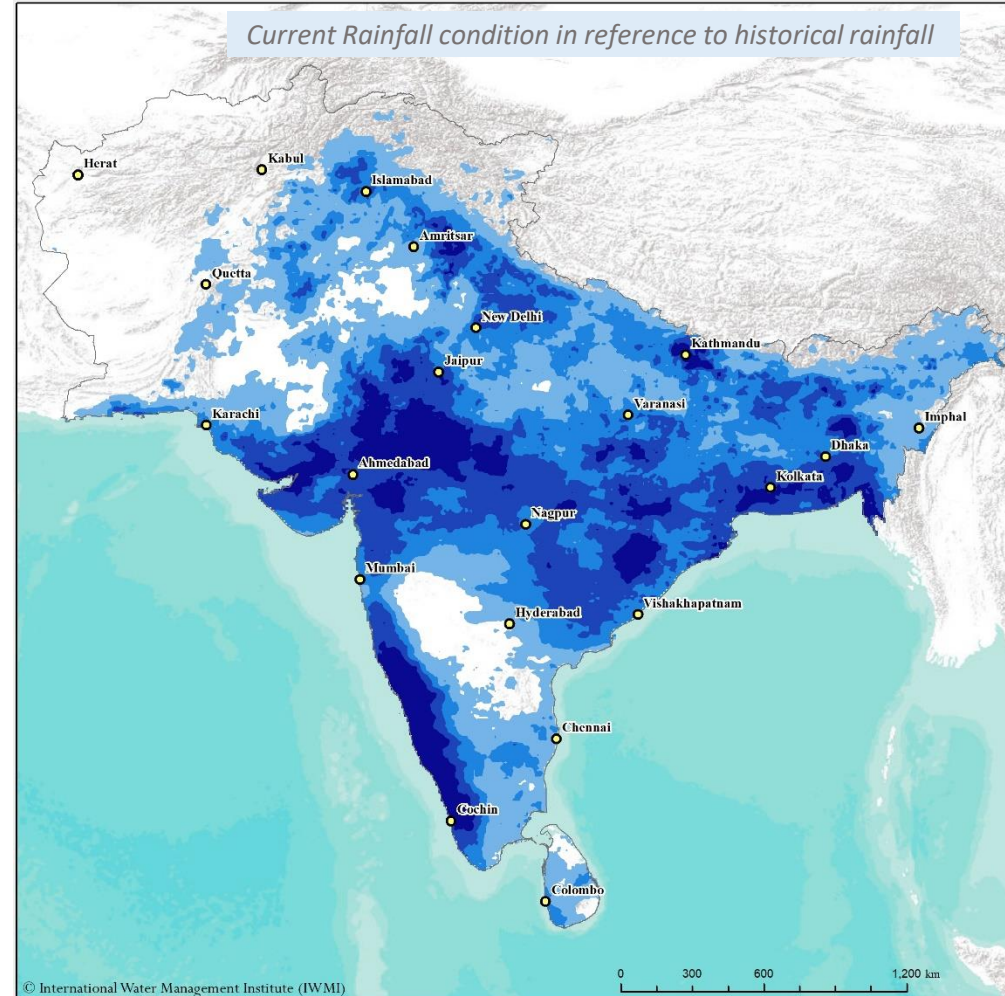 Current Rainfall condition in reference to historical rainfall
Herat
Kabul
Islamabad
Amritsar
Quetta
New Delhi
Kathmandu
Jaipur
Varanasi
Karachi
Imphal
Dhaka
Ahmedabad
Kolkata
Nagpur
Mumbai
Vishakhapatnam
Hyderabad
Chennai
Cochin
Colombo
0 300 600 1,200 km
© International Water Management Institute (IWMI)